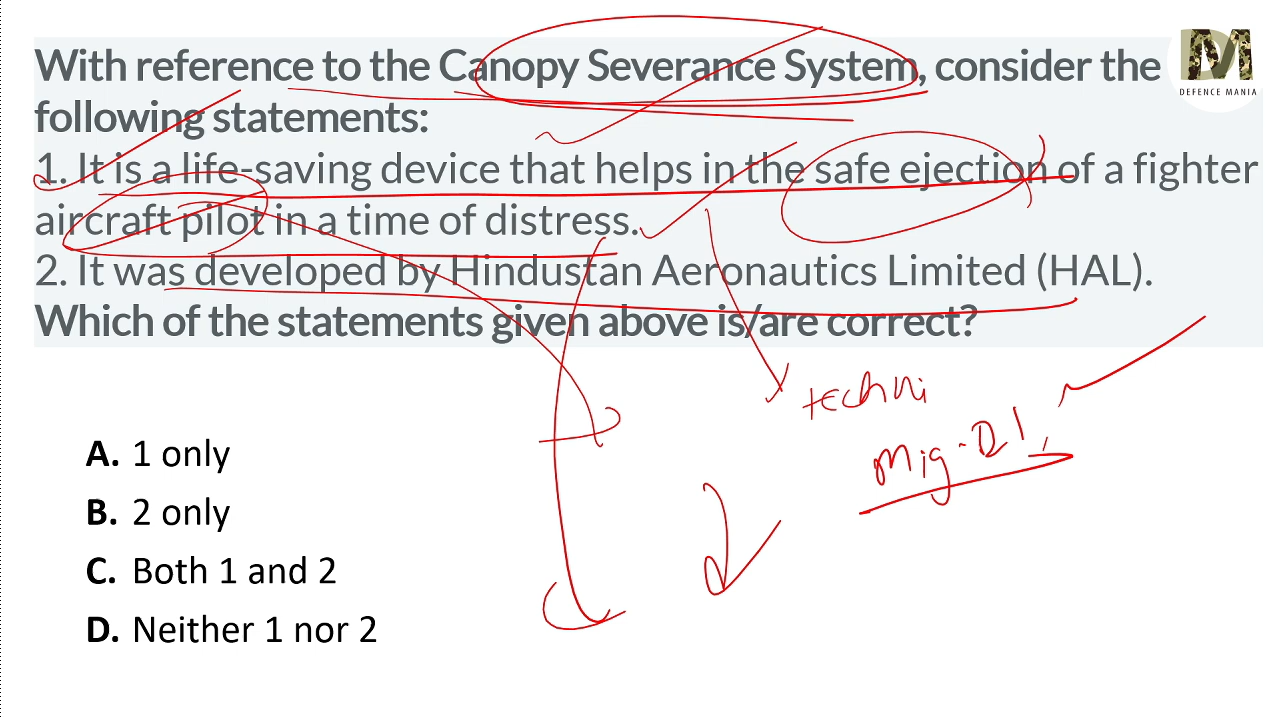 With reference to the Canopy Severance System, consider the
following statements:
1. It is a life-saving device that helps in the safe ejection of a fighter
aircraft pilot in a time of distress.
2. It was developed by Hindustan Aeronautics Limited (HAL).
Which of the statements given above is/are correct?
DM
DEFENCE MANIA
techni
Mig-21
A. 1 only
B. 2 only
C. Both 1 and 2
D. Neither 1 nor 2